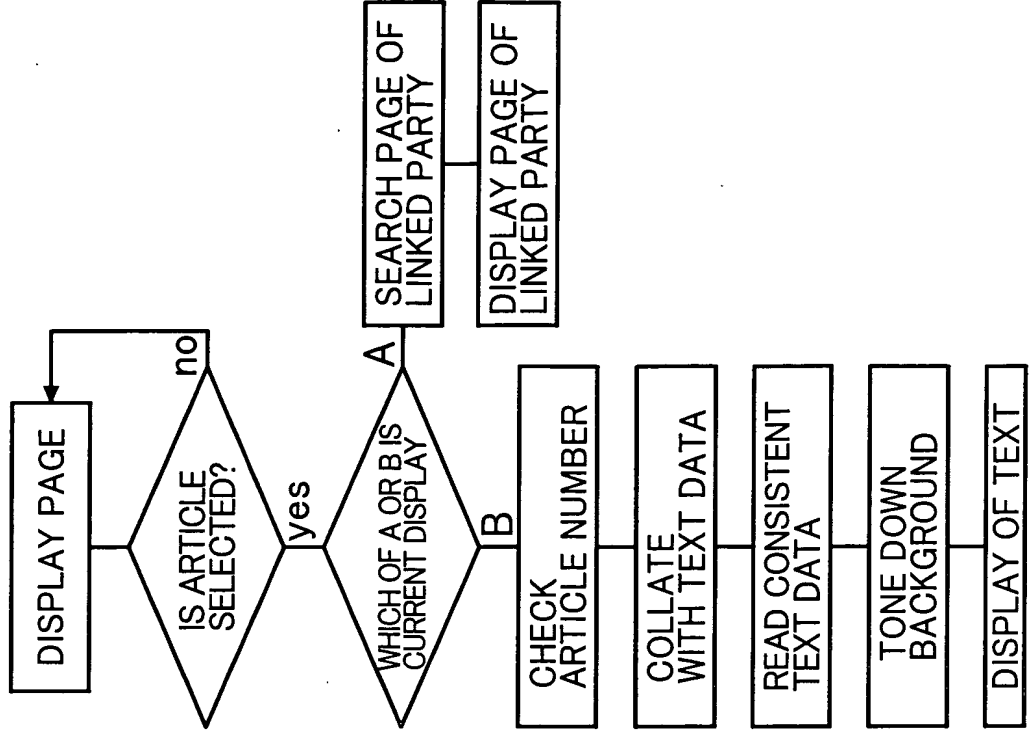 DISPLAY PAGE
no
IS ARTICLE
SELECTED?
yes
WHICH OF A OR B IS
CURRENT DISPLAY
A
SEARCH PAGE OF
LINKED PARTY
DISPLAY PAGE OF
LINKED PARTY
B
CHECK
ARTICLE NUMBER
COLLATE
WITH TEXT DATA
READ CONSISTENT
TEXT DATA
TONE DOWN
BACKGROUND
DISPLAY OF TEXT